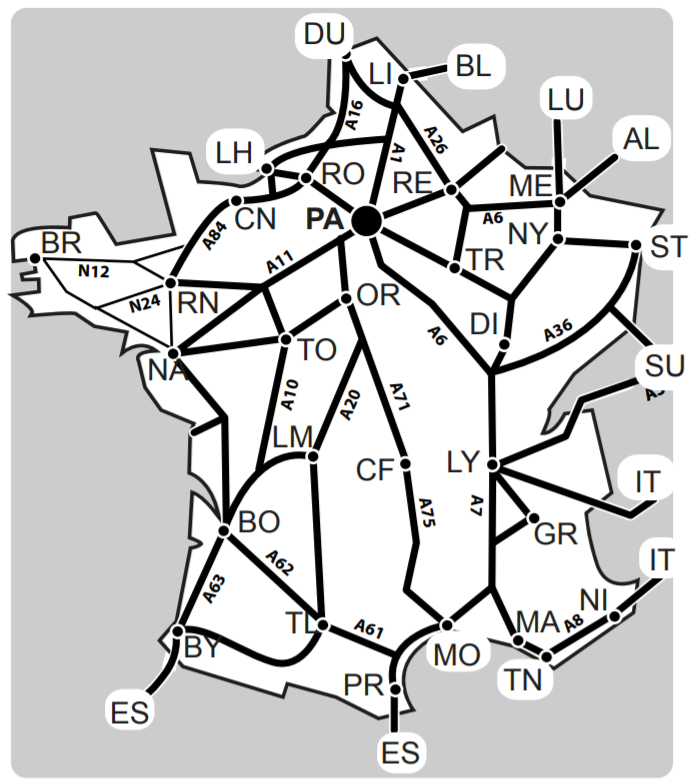 DU
LI
BL
LU
A16
A26
AL
A1
LH
RO
RE
ME
CN
PA
A6
NY
A84
BR
ST
N12
A11
TR
N24
RN
OR
DI
A6
A36
NA
TO
SU
A10
A20
A71
LM
CF
LY
IT
A75
A7
BO
GR
A62
IT
A63
NI
TL
A61
MA
A8
BY
MO
PR
TN
ES
ES